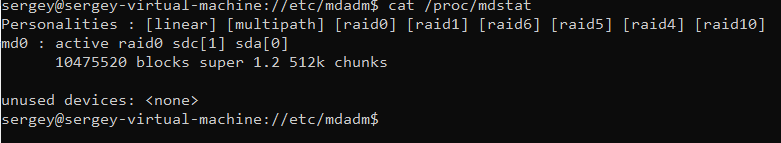 sergey@sergey-virtual-machine://etc/mdadm$ cat /proc/mdstat
Personalities : [linear] [multipath] [raid0] [raid1] [raid6] [raid5] [raid4] [raid10]
md0 : active raid0 sdc[1] sda[0]
      10475520 blocks super 1.2 512k chunks

unused devices: <none>
sergey@sergey-virtual-machine://etc/mdadm$